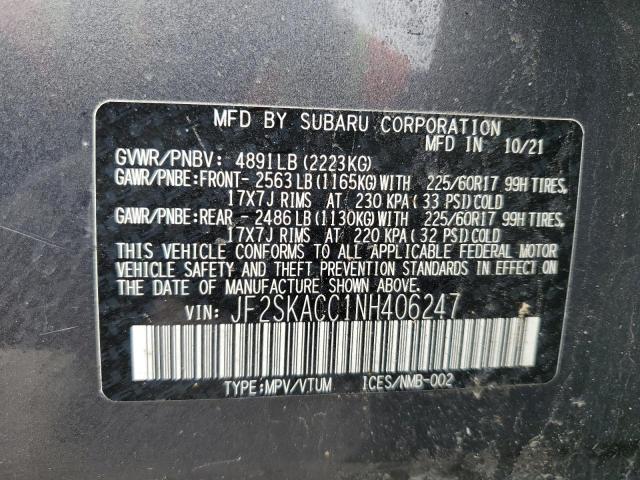 MFD BY SUBARU CORPORATION
MFD IN 10/21
GVWR/PNBV: 4891LB (2223KG)
GAWR/PNBE:FRONT- 2563 LB (1165KG) WITH 225/60R17 99H TIRES,
17X7J RIMS AT 230 KPA (33 PSI) COLD
GAWR/PNBE:REAR - 2486 LB (1130KG) WITH 225/60R17 99H TIRES,
17X7J RIMS AT 220 KPA (32 PSI) COLD
THIS VEHICLE CONFORMS TO ALL APPLICABLE FEDERAL MOTOR
VEHICLE SAFETY AND THEFT PREVENTION STANDARDS IN EFFECT ON
THE DATE OF MANUFACTURE SHOWN ABOVE.
VIN: JF2SKACC1NH406247
TYPE:MPV/VTUM ICES/NMB-002